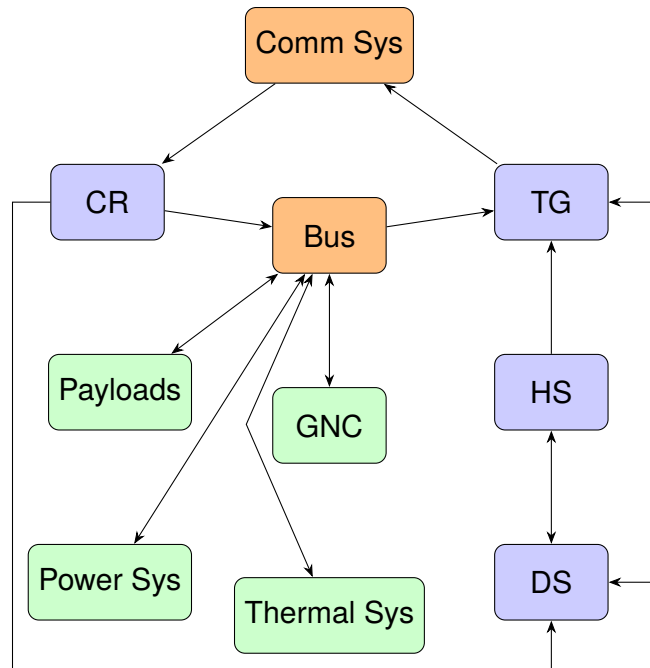 Comm Sys
CR
TG
Bus
Payloads
HS
GNC
Power Sys
DS
Thermal Sys